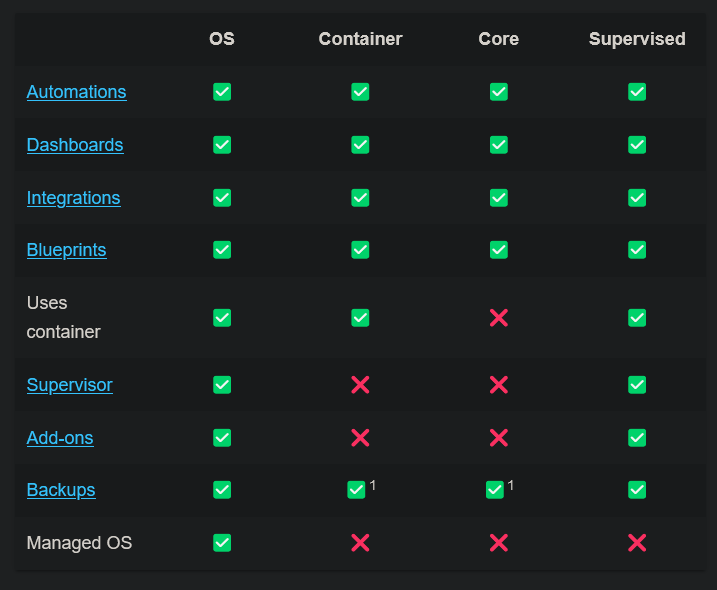 OS Container Core Supervised
Automations ✅ ✅ ✅ ✅
Dashboards ✅ ✅ ✅ ✅
Integrations ✅ ✅ ✅ ✅
Blueprints ✅ ✅ ✅ ✅
Uses
container ✅ ✅ ❌ ✅
Supervisor ✅ ❌ ❌ ✅
Add-ons ✅ ❌ ❌ ✅
Backups ✅ ✅ 1 ✅ 1 ✅
Managed OS ✅ ❌ ❌ ❌